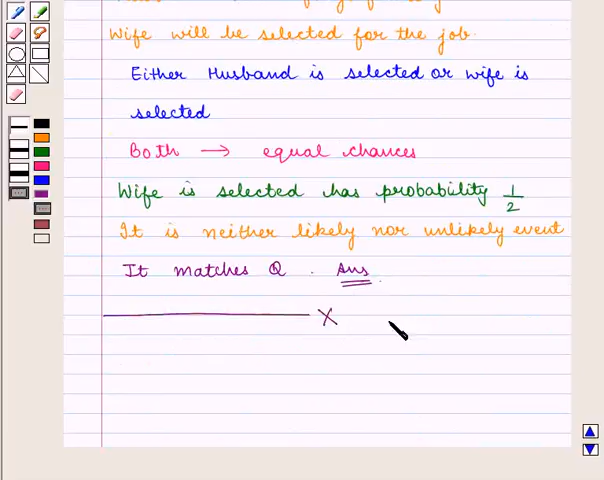 Wife will be selected for the job.
Either Husband is selected or wife is
selected
Both → equal chances
Wife is selected has probability 1/2
It is neither likely nor unlikely event
It matches Q. Ans